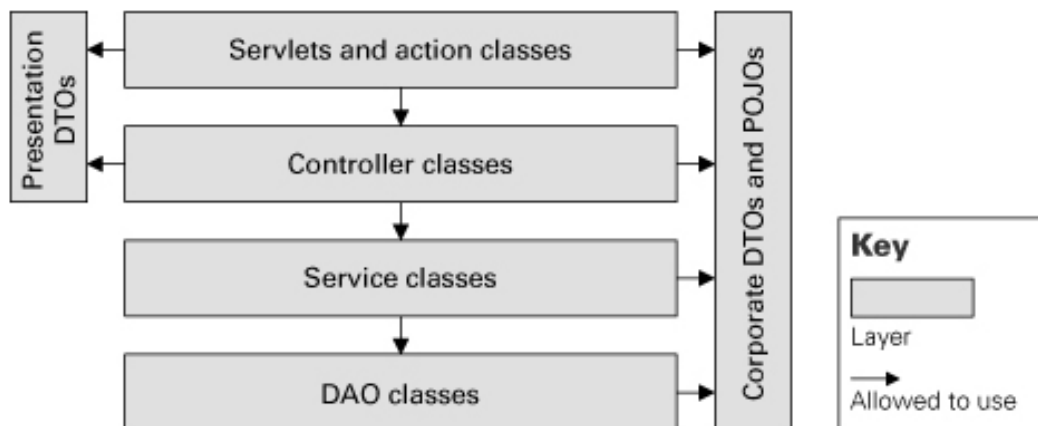 Presentation
DTOs
Servlets and action classes
Controller classes
Service classes
DAO classes
Corporate DTOs and POJOs
Key
Layer
Allowed to use